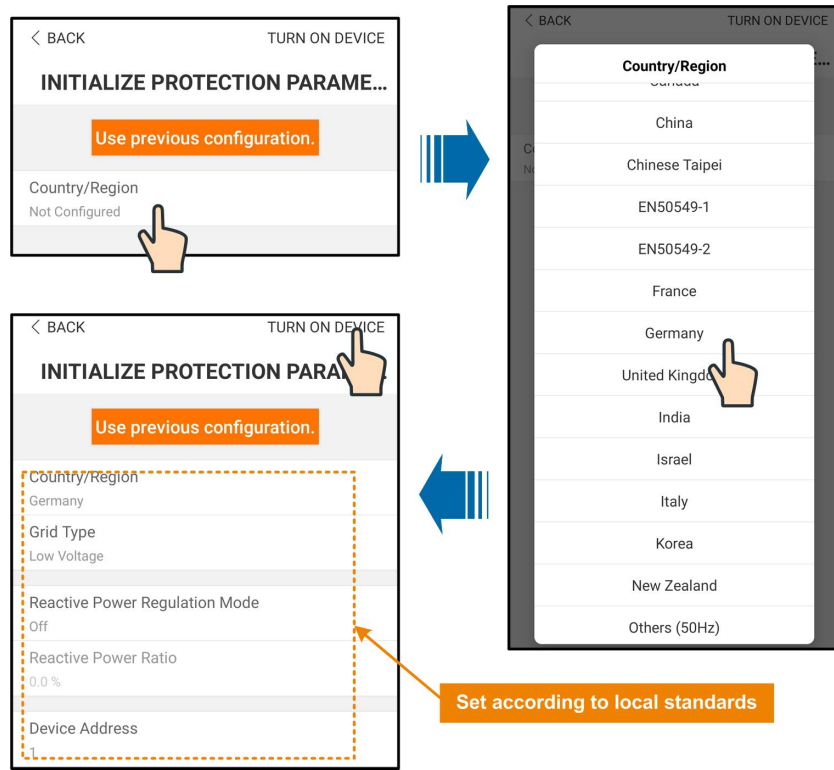 < BACK TURN ON DEVICE
INITIALIZE PROTECTION PARAME...
Use previous configuration.
Country/Region
Not Configured
< BACK TURN ON DEVICE
Country/Region
Canada
China
Chinese Taipei
EN50549-1
EN50549-2
France
Germany
United Kingdo
India
Israel
Italy
Korea
New Zealand
Others (50Hz)
< BACK TURN ON DEVICE
INITIALIZE PROTECTION PARA
Use previous configuration.
Country/Region
Germany
Grid Type
Low Voltage
Reactive Power Regulation Mode
Off
Reactive Power Ratio
0.0 %
Device Address
1
Set according to local standards